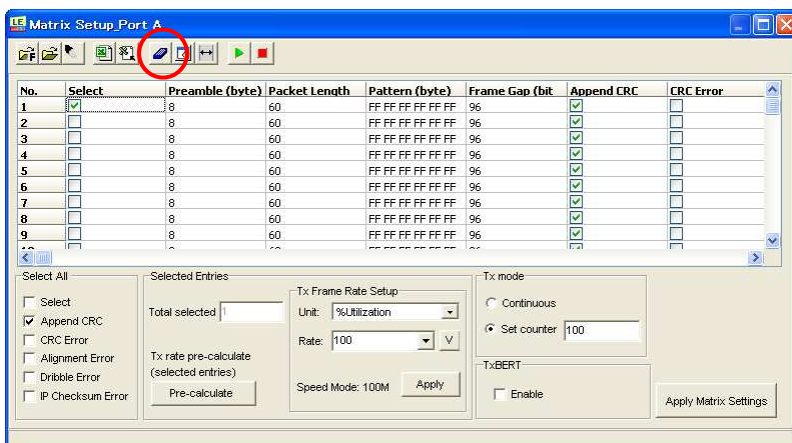 LE Matrix Setup_Port A
No. Select Preamble (byte) Packet Length Pattern (byte) Frame Gap (bit Append CRC CRC Error
1 8 60 FF FF FF FF FF FF 96
2 8 60 FF FF FF FF FF FF 96
3 8 60 FF FF FF FF FF FF 96
4 8 60 FF FF FF FF FF FF 96
5 8 60 FF FF FF FF FF FF 96
6 8 60 FF FF FF FF FF FF 96
7 8 60 FF FF FF FF FF FF 96
8 8 60 FF FF FF FF FF FF 96
9 8 60 FF FF FF FF FF FF 96
Select All
Select
Append CRC
CRC Error
Alignment Error
Dribble Error
IP Checksum Error
Selected Entries
Total selected 1
Tx rate pre-calculate
(selected entries)
Pre-calculate
Tx Frame Rate Setup
Unit: %Utilization
Rate: 100 V
Speed Mode: 100M Apply
Tx mode
Continuous
Set counter 100
TxBERT
Enable
Apply Matrix Settings